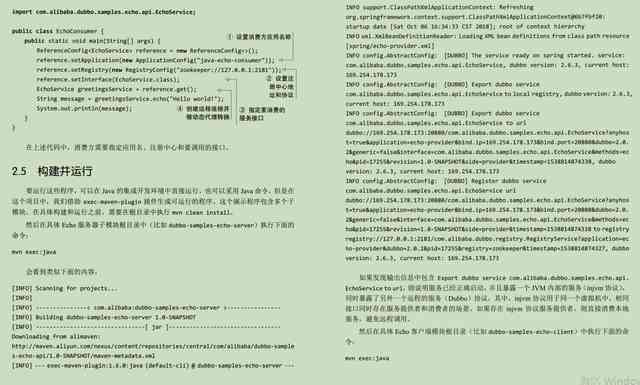 import com.alibaba.dubbo.samples.echo.api.EchoService;
public class EchoConsumer {
public static void main(String[] args) {
① 设置消费方应用名称
ReferenceConfig<EchoService> reference = new ReferenceConfig<>();
reference.setApplication(new ApplicationConfig("java-echo-consumer"));
reference.setRegistry(new RegistryConfig("zookeeper://127.0.0.1:2181"));
reference.setInterface(EchoService.class);
② 设置注
册中心地
址和协议
EchoService greetingsService = reference.get();
String message = greetingsService.echo("Hello world!");
System.out.println(message);
④ 创建远程连接并
做动态代理转换
③ 指定要消费的
服务接口
}
}
在上述代码中，消费方需要指定应用名、注册中心和要调用的接口。
2.5 构建并运行
要运行这些程序，可以在 Java 的集成开发环境中直接运行，也可以采用 Java 命令，但是在
这个项目中，我们借助 exec-maven-plugin 插件生成可运行的程序。这个演示程序包含多个子
模块，在具体构建和运行之前，需要在根目录中执行 mvn clean install。
然后在具体 Echo 服务器子模块根目录中（比如 dubbo-samples-echo-server）执行下面的
命令：
mvn exec:java
会看到类似下面的内容。
[INFO] Scanning for projects...
[INFO]
[INFO] ---------------< com.alibaba:dubbo-samples-echo-server >---------------
[INFO] Building dubbo-samples-echo-server 1.0-SNAPSHOT
[INFO] --------------------------------[ jar ]---------------------------------
Downloading from alimaven:
http://maven.aliyun.com/nexus/content/repositories/central/com/alibaba/dubbo-sample
s-echo-api/1.0-SNAPSHOT/maven-metadata.xml
[INFO] --- exec-maven-plugin:1.6.0:java (default-cli) @ dubbo-samples-echo-server ---
INFO support.ClassPathXmlApplicationContext: Refreshing
org.springframework.context.support.ClassPathXmlApplicationContext@667fbf20:
startup date [Sat Oct 06 16:34:33 CST 2018]; root of context hierarchy
INFO xml.XmlBeanDefinitionReader: Loading XML bean definitions from class path resource
[spring/echo-provider.xml]
INFO config.AbstractConfig: [DUBBO] The service ready on spring started. service:
com.alibaba.dubbo.samples.echo.api.EchoService, dubbo version: 2.6.3, current host:
169.254.178.173
INFO config.AbstractConfig: [DUBBO] Export dubbo service
com.alibaba.dubbo.samples.echo.api.EchoService to local registry, dubbo version: 2.6.3,
current host: 169.254.178.173
INFO config.AbstractConfig: [DUBBO] Export dubbo service
com.alibaba.dubbo.samples.echo.api.EchoService to url
dubbo://169.254.178.173:20880/com.alibaba.dubbo.samples.echo.api.EchoService?anyho
st=true&application=echo-provider&bind.ip=169.254.178.173&bind.port=20880&dubbo=2.0.
2&generic=false&interface=com.alibaba.dubbo.samples.echo.api.EchoService&methods=ec
ho&pid=17255&revision=1.0-SNAPSHOT&side=provider&timestamp=1538814874338, dubbo
version: 2.6.3, current host: 169.254.178.173
INFO config.AbstractConfig: [DUBBO] Register dubbo service
com.alibaba.dubbo.samples.echo.api.EchoService url
dubbo://169.254.178.173:20880/com.alibaba.dubbo.samples.echo.api.EchoService?anyho
st=true&application=echo-provider&bind.ip=169.254.178.173&bind.port=20880&dubbo=2.0.
2&generic=false&interface=com.alibaba.dubbo.samples.echo.api.EchoService&methods=ec
ho&pid=17255&revision=1.0-SNAPSHOT&side=provider&timestamp=1538814874338 to registry
registry://127.0.0.1:2181/com.alibaba.dubbo.registry.RegistryService?application=ec
ho-provider&dubbo=2.0.2&pid=17255&registry=zookeeper&timestamp=1538814874327, dubbo
version: 2.6.3, current host: 169.254.178.173
如果发现输出信息中包含 Export dubbo service com.alibaba.dubbo.samples.echo.api.
EchoService to url，则说明服务已经正确启动，并且暴露一个 JVM 内部的服务（injvm 协议），
同时暴露了另外一个远程的服务（Dubbo）协议。其中，injvm 协议用于同一个虚拟机中，相同
接口同时存在服务提供者和消费者的场景。如果存在 injvm 协议服务提供者，则直接消费本地服
务，避免远程调用。
然后在具体 Echo 客户端模块根目录（比如 dubbo-samples-echo-client）中执行下面的命
令。
mvn exec:java
激活 Window